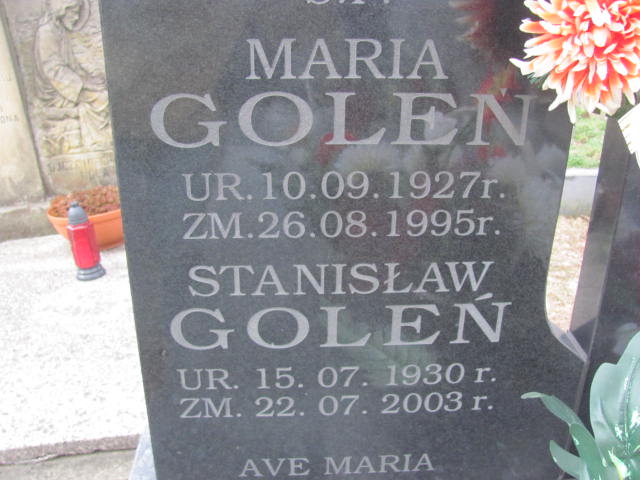 Ś.P.
MARIA
GOLEŃ
UR. 10.09.1927r.
ZM. 26.08.1995r.
STANISŁAW
GOLEŃ
UR. 15. 07. 1930 r.
ZM. 22. 07. 2003 r.
AVE MARIA